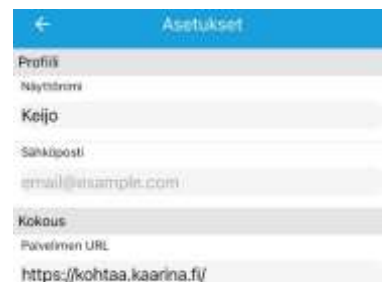 Asetukset
Profiili
Näyttönimi
Keijo
Sähköposti
email@example.com
Kokous
Palvelimen URL
https://kohtaa.kaarina.fi/